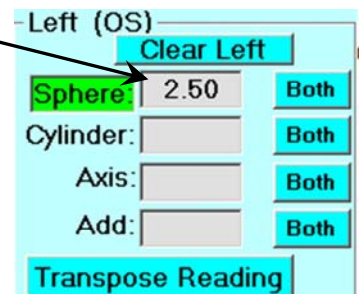 Left (OS)
Clear Left
Sphere: 2.50 Both
Cylinder: Both
Axis: Both
Add: Both
Transpose Reading